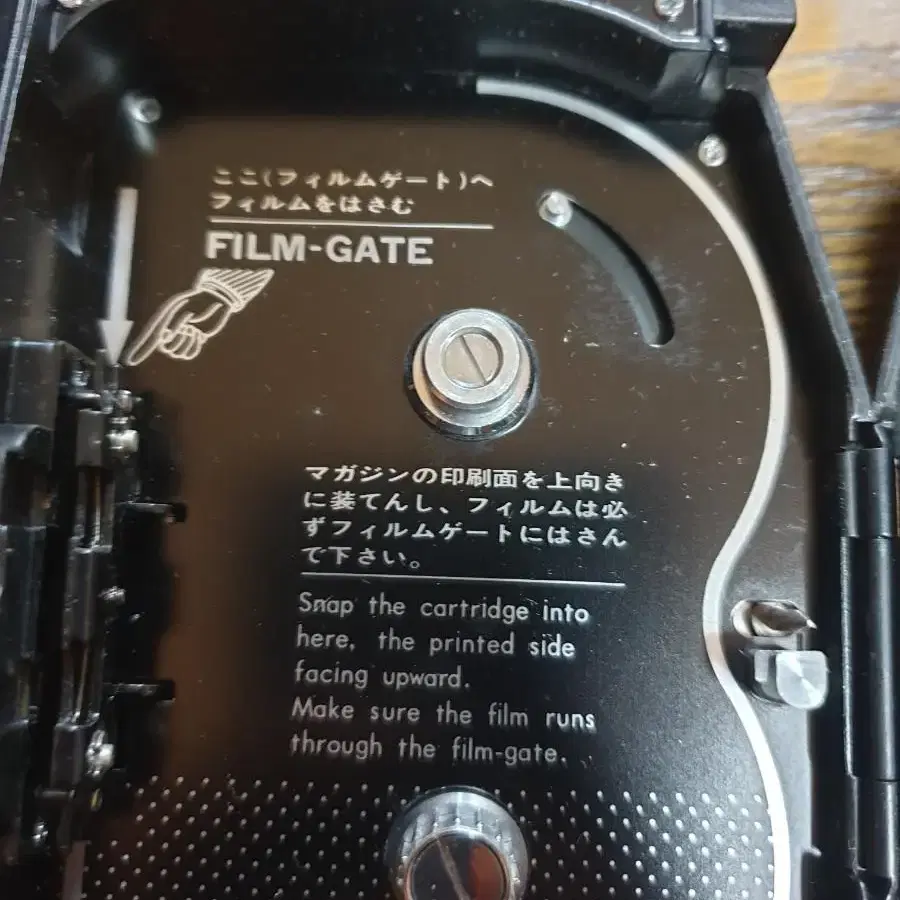 ここ(フィルムゲート)へ
フィルムをはさむ
FILM-GATE
マガジンの印刷面を上向き
に装てんし、フィルムは必
ずフィルムゲートにはさん
で下さい。
Snap the cartridge into
here, the printed side
facing upward.
Make sure the film runs
through the film-gate.